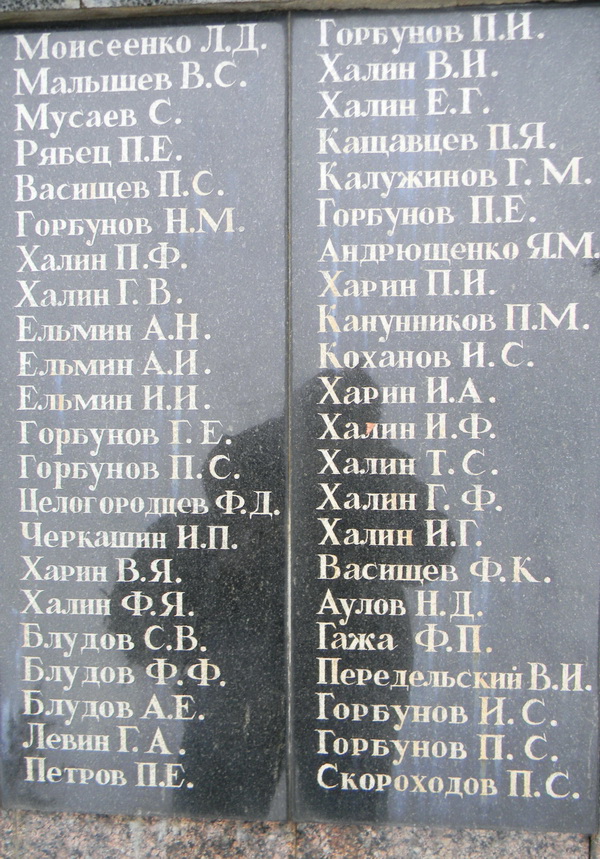 Моисеенко Л.Д.
Малышев В.С.
Мусаев С.
Рябец П.Е.
Васищев П.С.
Горбунов Н.М.
Халин П.Ф.
Халин Г.В.
Ельмин А.Н.
Ельмин А.И.
Ельмин И.И.
Горбунов Г.Е.
Горбунов П.С.
Целогородцев Ф.Д.
Черкашин И.П.
Харин В.Я.
Халин Ф.Я.
Блудов С.В.
Блудов Ф.Ф.
Блудов А.Е.
Левин Г.А.
Петров П.Е.
Горбунов П.И.
Халин В.И.
Халин Е.Г.
Кащавцев П.Я.
Калужинов Г.М.
Горбунов П.Е.
Андрющенко Я.М.
Харин П.И.
Канунников П.М.
Коханов И.С.
Харин И.А.
Халин И.Ф.
Халин Т.С.
Халин Г.Ф.
Халин И.Г.
Васищев Ф.К.
Аулов Н.Д.
Гажа Ф.П.
Передельский В.И.
Горбунов И.С.
Горбунов П.С.
Скороходов П.С.